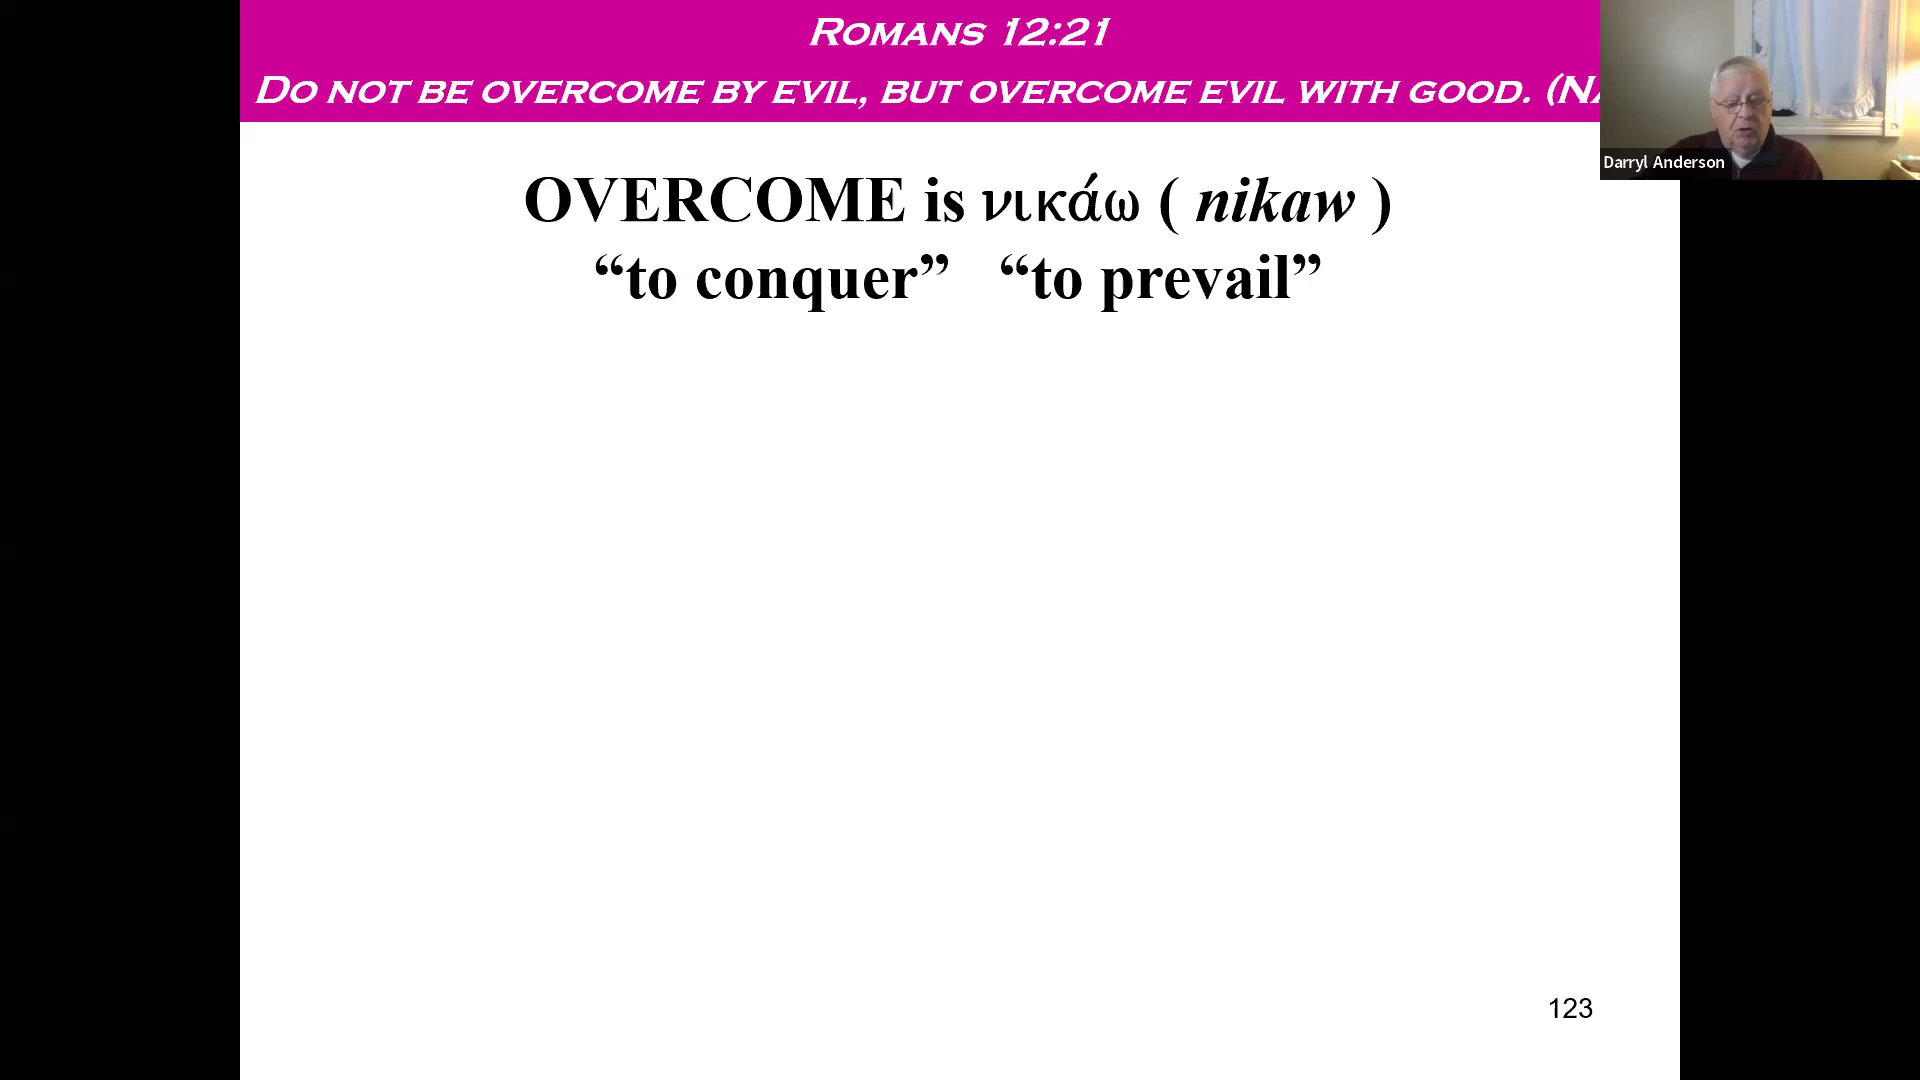 ROMANS 12:21
DO NOT BE OVERCOME BY EVIL, BUT OVERCOME EVIL WITH GOOD.
Darryl Anderson
OVERCOME is νικάω ( nikaw )
“to conquer” “to prevail”
123